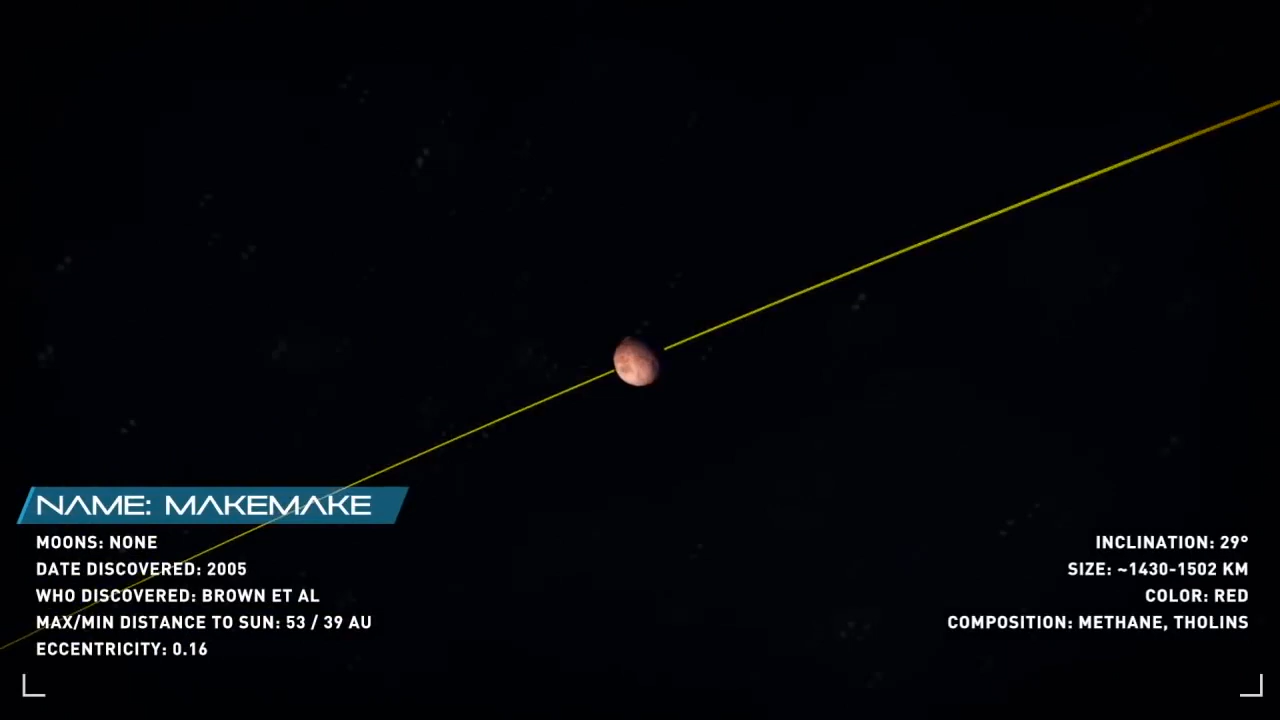 NAME: MAKEMAKE
MOONS: NONE
DATE DISCOVERED: 2005
WHO DISCOVERED: BROWN ET AL
MAX/MIN DISTANCE TO SUN: 53 / 39 AU
ECCENTRICITY: 0.16
INCLINATION: 29°
SIZE: ~1430-1502 KM
COLOR: RED
COMPOSITION: METHANE, THOLINS